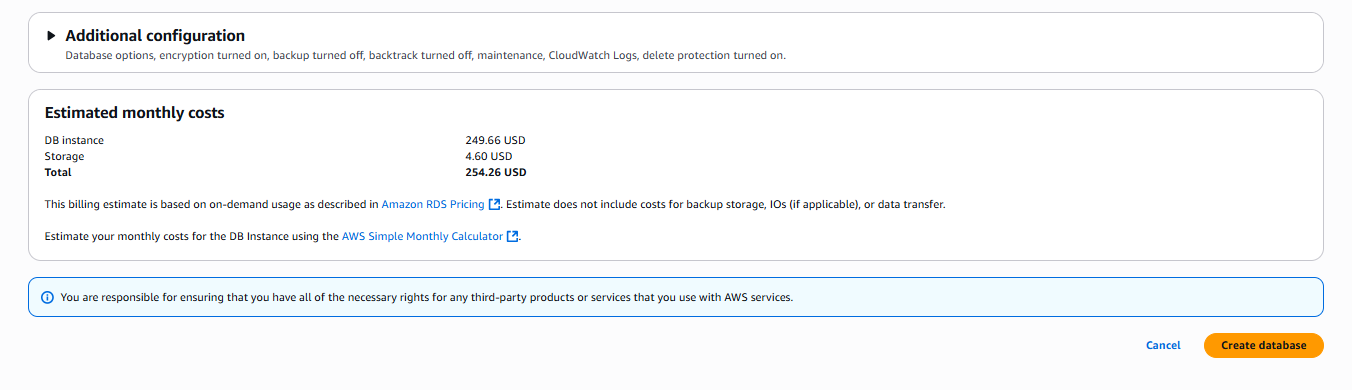 Additional configuration
Database options, encryption turned on, backup turned off, backtrack turned off, maintenance, CloudWatch Logs, delete protection turned on.
Estimated monthly costs
DB instance 249.66 USD
Storage 4.60 USD
Total 254.26 USD
This billing estimate is based on on-demand usage as described in Amazon RDS Pricing. Estimate does not include costs for backup storage, IOs (if applicable), or data transfer.
Estimate your monthly costs for the DB Instance using the AWS Simple Monthly Calculator.
You are responsible for ensuring that you have all of the necessary rights for any third-party products or services that you use with AWS services.
Cancel Create database